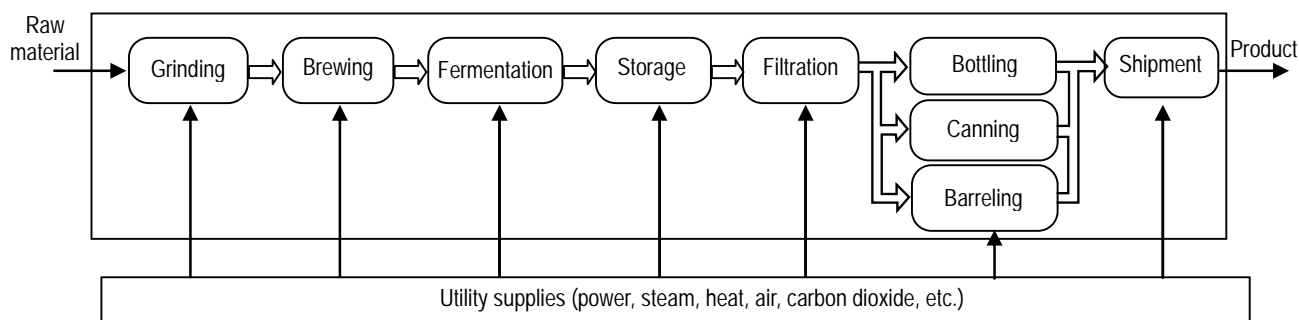 Raw
material
Grinding
Brewing
Fermentation
Storage
Filtration
Bottling
Canning
Barreling
Shipment
Product
Utility supplies (power, steam, heat, air, carbon dioxide, etc.)